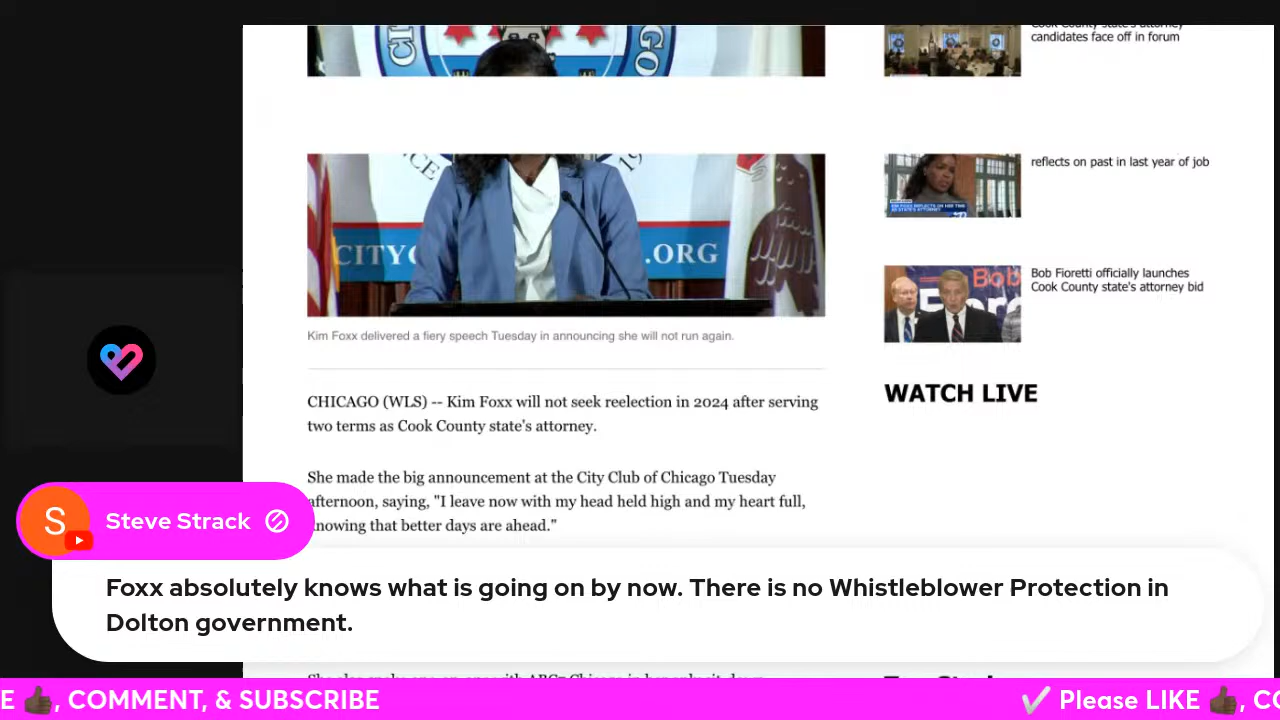 Cook County state's attorney
candidates face off in forum
reflects on past in last year of job
CITY
.ORG
Bob Fioretti officially launches
Cook County state's attorney bid
Kim Foxx delivered a fiery speech Tuesday in announcing she will not run again.
WATCH LIVE
CHICAGO (WLS) -- Kim Foxx will not seek reelection in 2024 after serving
two terms as Cook County state's attorney.
She made the big announcement at the City Club of Chicago Tuesday
afternoon, saying, "I leave now with my head held high and my heart full,
knowing that better days are ahead."
S
Steve Strack
Foxx absolutely knows what is going on by now. There is no Whistleblower Protection in
Dolton government.
E 👍🏿, COMMENT, & SUBSCRIBE
✔️ Please LIKE 👍🏿, CO